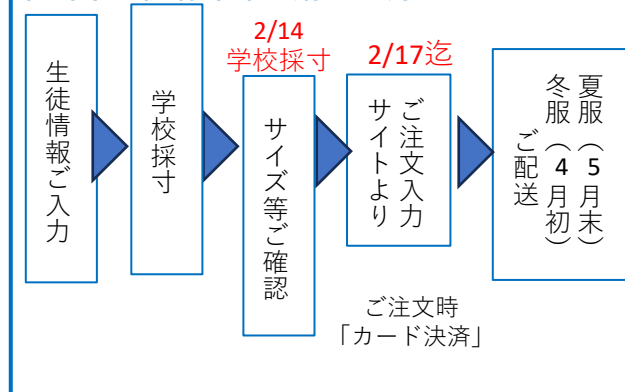 生徒情報ご入力
学校採寸
2/14
学校採寸
サイズ等ご確認
2/17迄
ご注文入力
サイトより
ご注文時
「カード決済」
夏服（5月末）
冬服（4月初）
ご配送